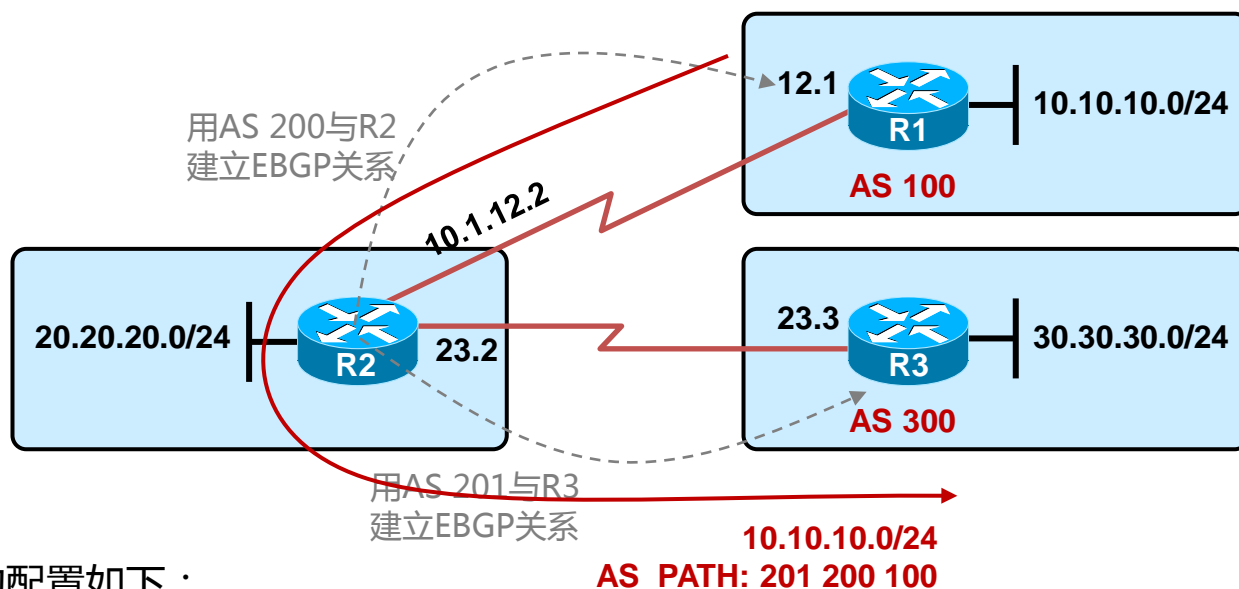 12.1
R1
10.10.10.0/24
AS 100
用AS 200与R2
建立EBGP关系
10.1.12.2
20.20.20.0/24
R2
23.2
23.3
R3
30.30.30.0/24
AS 300
用AS 201与R3
建立EBGP关系
10.10.10.0/24
AS PATH: 201 200 100
配置如下：